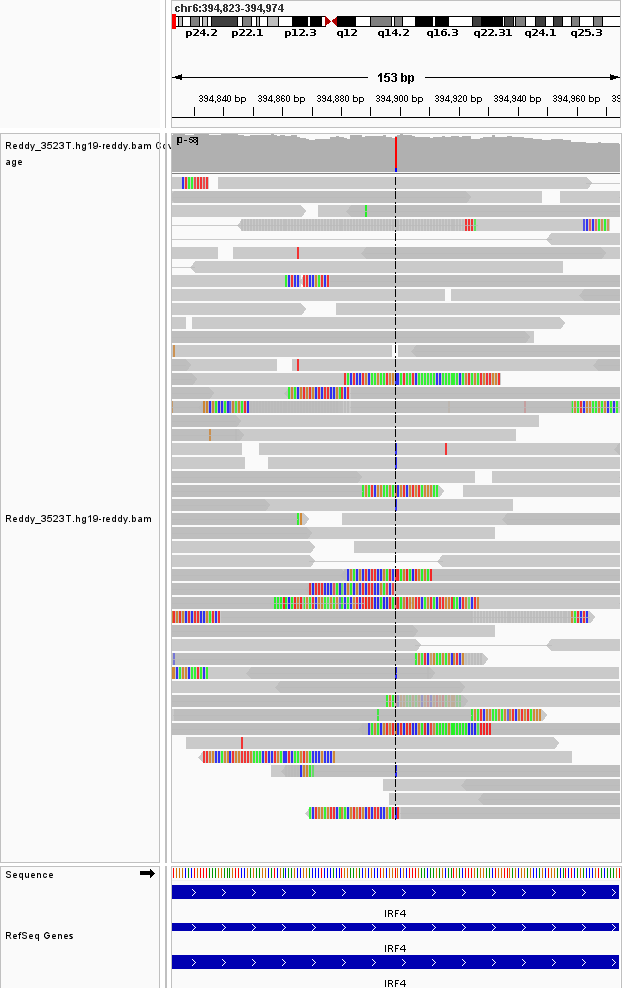 chr6:394,823-394,974
p24.2 p22.1 p12.3 q12 q14.2 q16.3 q22.31 q24.1 q25.3
153 bp
394,840 bp 394,860 bp 394,880 bp 394,900 bp 394,920 bp 394,940 bp 394,960 bp 39
Reddy_3523T.hg19-reddy.bam Cov
age
Reddy_3523T.hg19-reddy.bam
Sequence
IRF4
RefSeq Genes
IRF4
IRF4